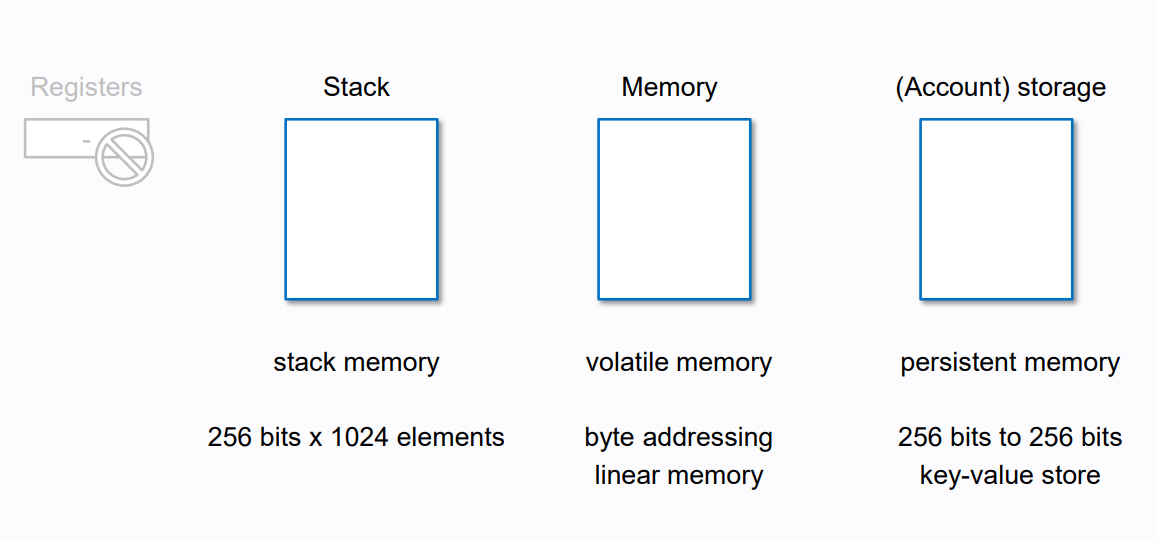 Registers
-
Stack
Memory
(Account) storage
stack memory
volatile memory
persistent memory
256 bits x 1024 elements
byte addressing
linear memory
256 bits to 256 bits
key-value store